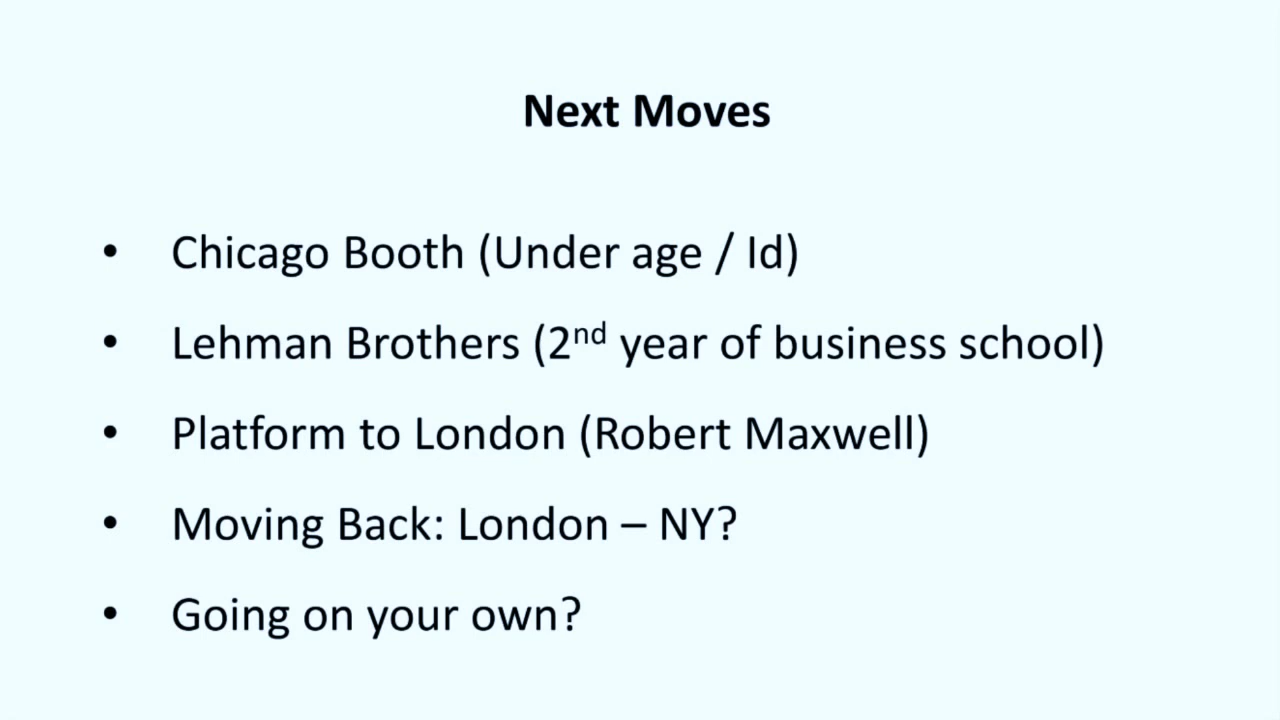 Next Moves
• Chicago Booth (Under age / Id)
• Lehman Brothers (2nd year of business school)
• Platform to London (Robert Maxwell)
• Moving Back: London – NY?
• Going on your own?